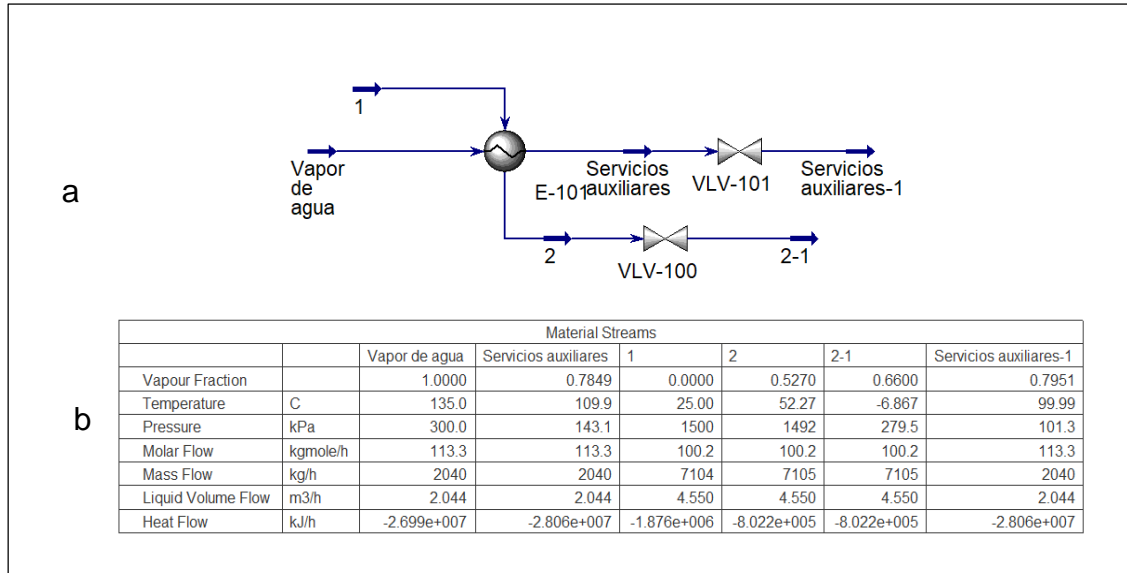 a
1
Vapor
de
agua
E-101
Servicios
auxiliares
VLV-101
Servicios
auxiliares-1
2
VLV-100
2-1
b
Material Streams
Vapor de agua Servicios auxiliares 1 2 2-1 Servicios auxiliares-1
Vapour Fraction 1.0000 0.7849 0.0000 0.5270 0.6600 0.7951
Temperature C 135.0 109.9 25.00 52.27 -6.867 99.99
Pressure kPa 300.0 143.1 1500 1492 279.5 101.3
Molar Flow kgmole/h 113.3 113.3 100.2 100.2 100.2 113.3
Mass Flow kg/h 2040 2040 7104 7105 7105 2040
Liquid Volume Flow m3/h 2.044 2.044 4.550 4.550 4.550 2.044
Heat Flow kJ/h -2.699e+007 -2.806e+007 -1.876e+006 -8.022e+005 -8.022e+005 -2.806e+007